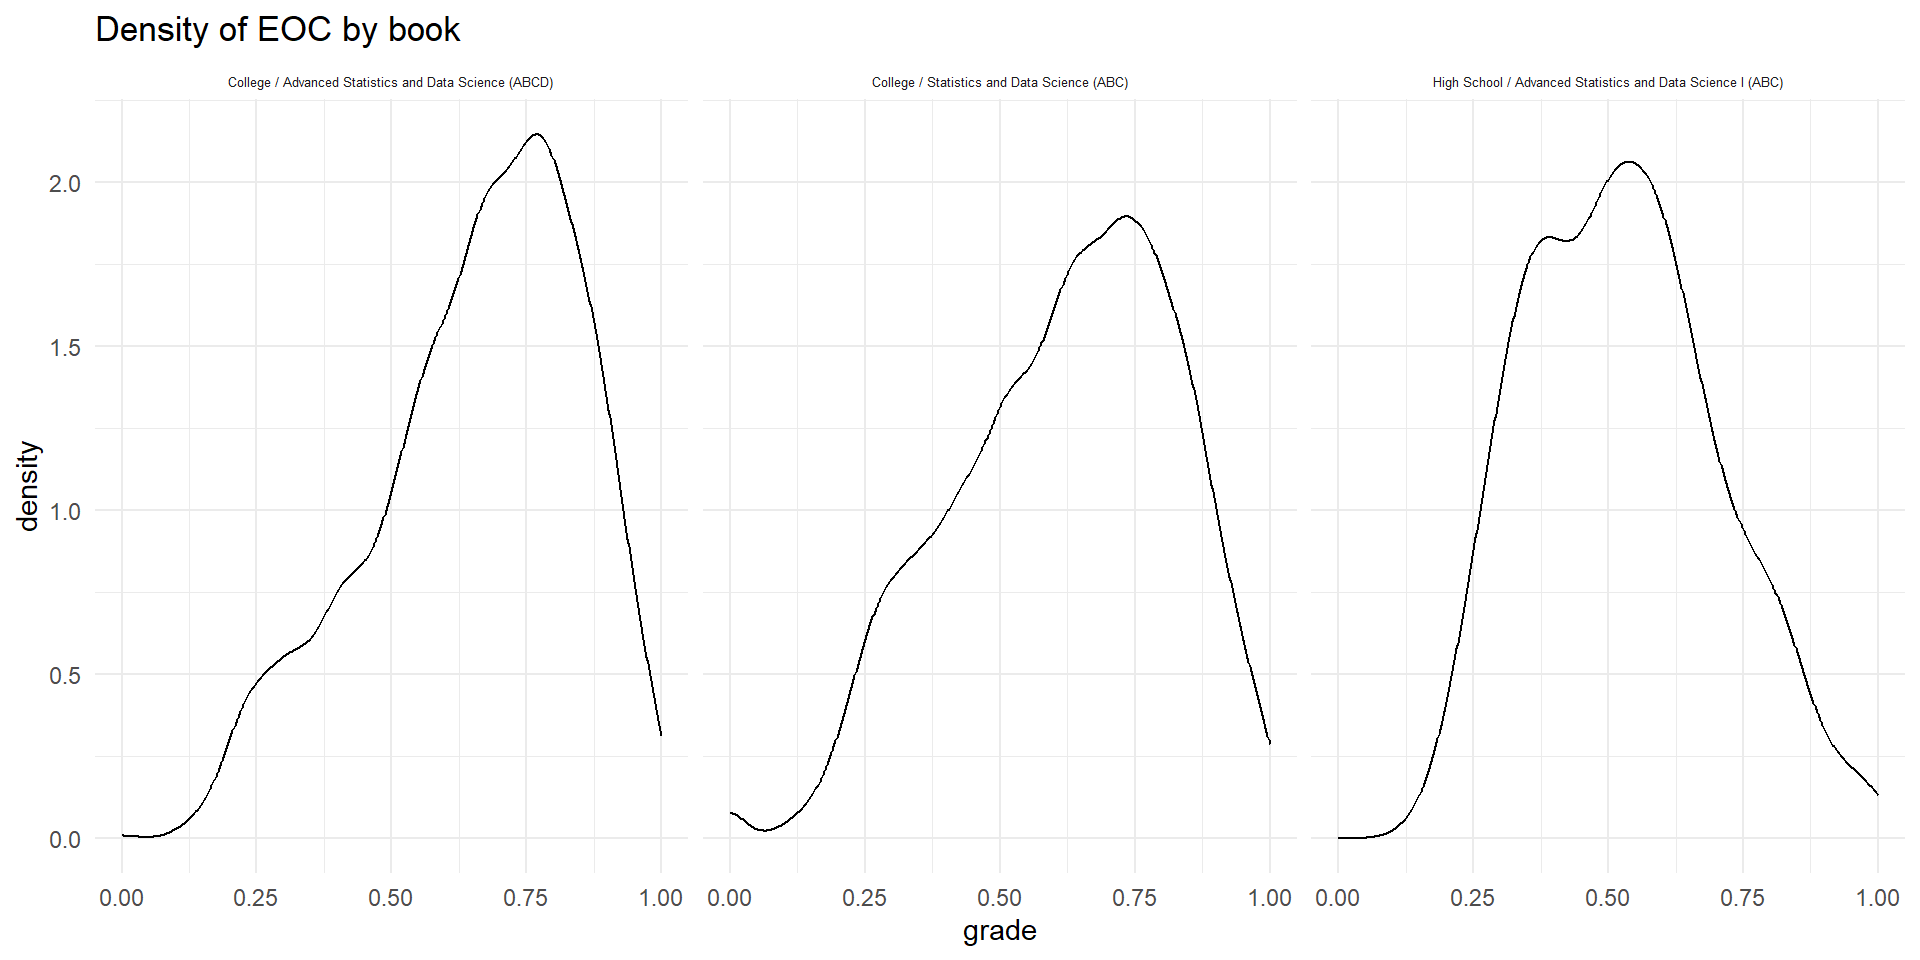 Density of EOC by book
College / Advanced Statistics and Data Science (ABCD)
College / Statistics and Data Science (ABC)
High School / Advanced Statistics and Data Science I (ABC)
density
2.0
1.5
1.0
0.5
0.0
0.00 0.25 0.50 0.75 1.00
0.00 0.25 0.50 0.75 1.00
0.00 0.25 0.50 0.75 1.00
grade